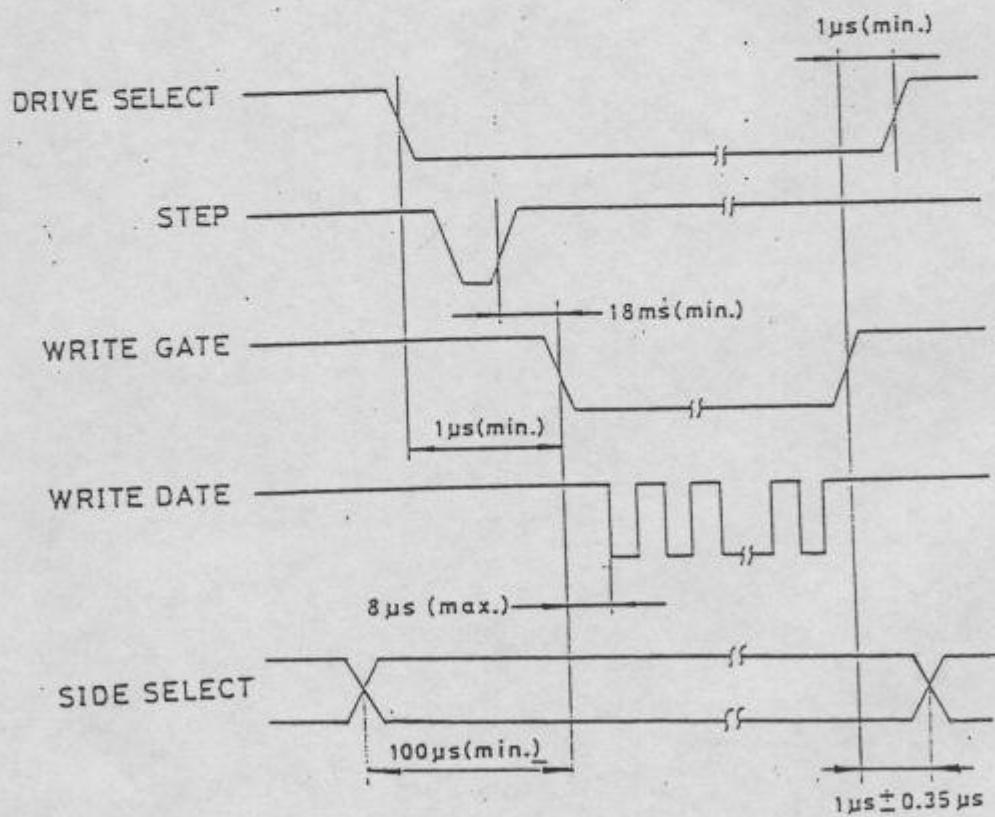 1µs(min.)
DRIVE SELECT
STEP
18ms(min.)
WRITE GATE
1µs(min.)
WRITE DATE
8µs (max.)
SIDE SELECT
100µs(min.)
1µs ± 0.35µs